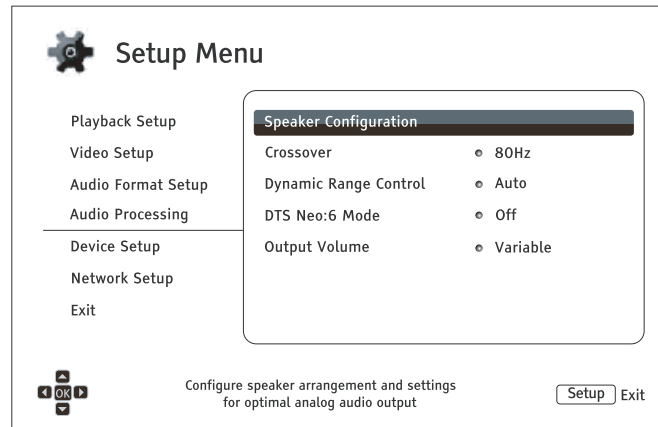 Setup Menu
Playback Setup
Video Setup
Audio Format Setup
Audio Processing
Device Setup
Network Setup
Exit
Speaker Configuration
Crossover 80Hz
Dynamic Range Control Auto
DTS Neo:6 Mode Off
Output Volume Variable
OK
Configure speaker arrangement and settings
for optimal analog audio output
Setup Exit